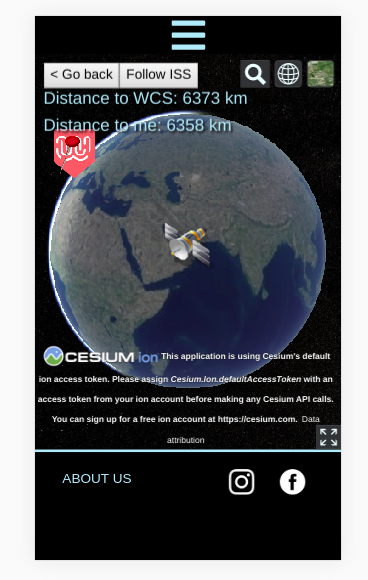 < Go back Follow ISS
Distance to WCS: 6373 km
Distance to me: 6358 km
CESIUM ion This application is using Cesium's default
ion access token. Please assign Cesium.Ion.defaultAccessToken with an
access token from your ion account before making any Cesium API calls.
You can sign up for a free ion account at https://cesium.com. Data
attribution
ABOUT US